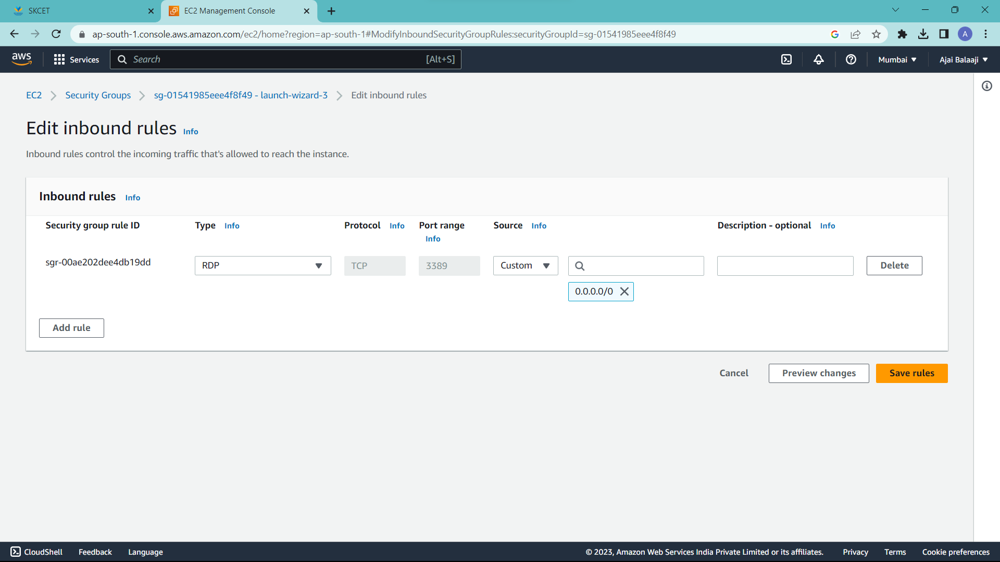 SKCET
EC2 Management Console
ap-south-1.console.aws.amazon.com/ec2/home?region=ap-south-1#ModifyInboundSecurityGroupRules:securityGroupId=sg-01541985eee4f8f49
A
aws
Services
Search
[Alt+S]
Mumbai
Ajai Balaaji
EC2
Security Groups
sg-01541985eee4f8f49 - launch-wizard-3
Edit inbound rules
Edit inbound rules Info
Inbound rules control the incoming traffic that's allowed to reach the instance.
Inbound rules Info
Security group rule ID
Type Info
Protocol Info
Port range
Info
Source Info
Description - optional Info
sgr-00ae202dee4db19dd
RDP
TCP
3389
Custom
Delete
0.0.0.0/0
Add rule
Cancel
Preview changes
Save rules
CloudShell
Feedback
Language
© 2023, Amazon Web Services India Private Limited or its affiliates.
Privacy
Terms
Cookie preferences